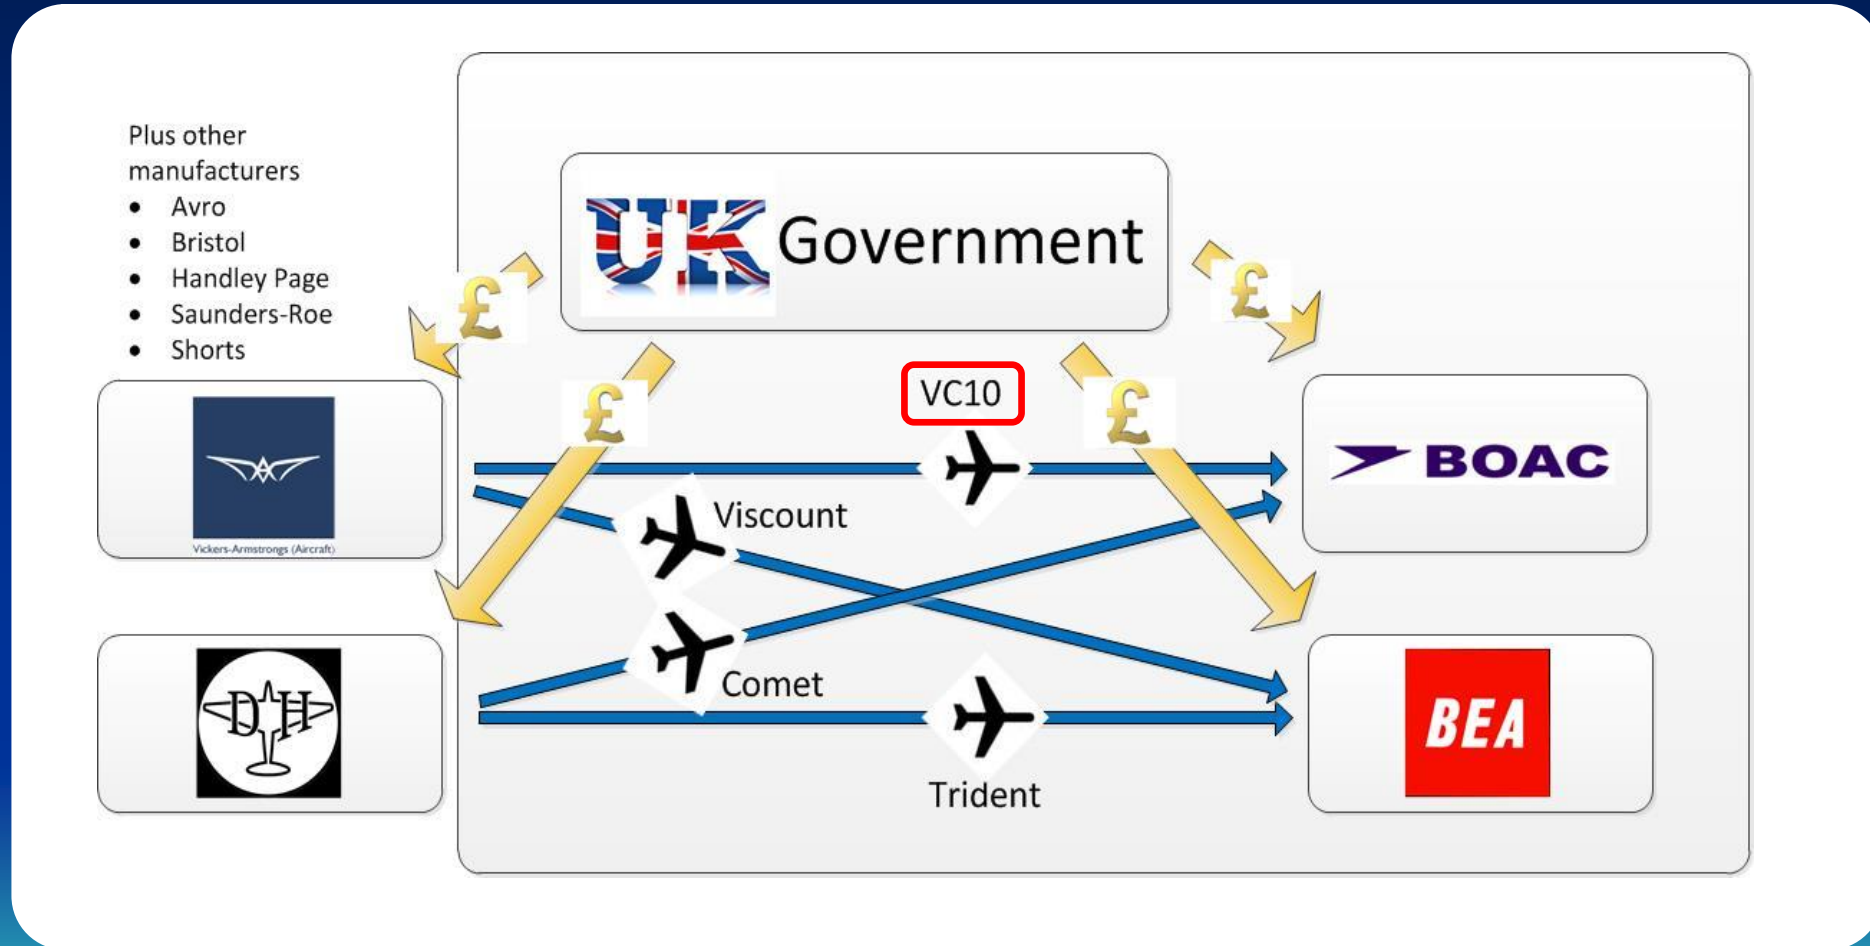 Plus other
manufacturers
• Avro
• Bristol
• Handley Page
• Saunders-Roe
• Shorts
UK Government
£
£
£
£
VC10
Vickers-Armstrongs (Aircraft)
Viscount
BOAC
Comet
DH
BEA
Trident